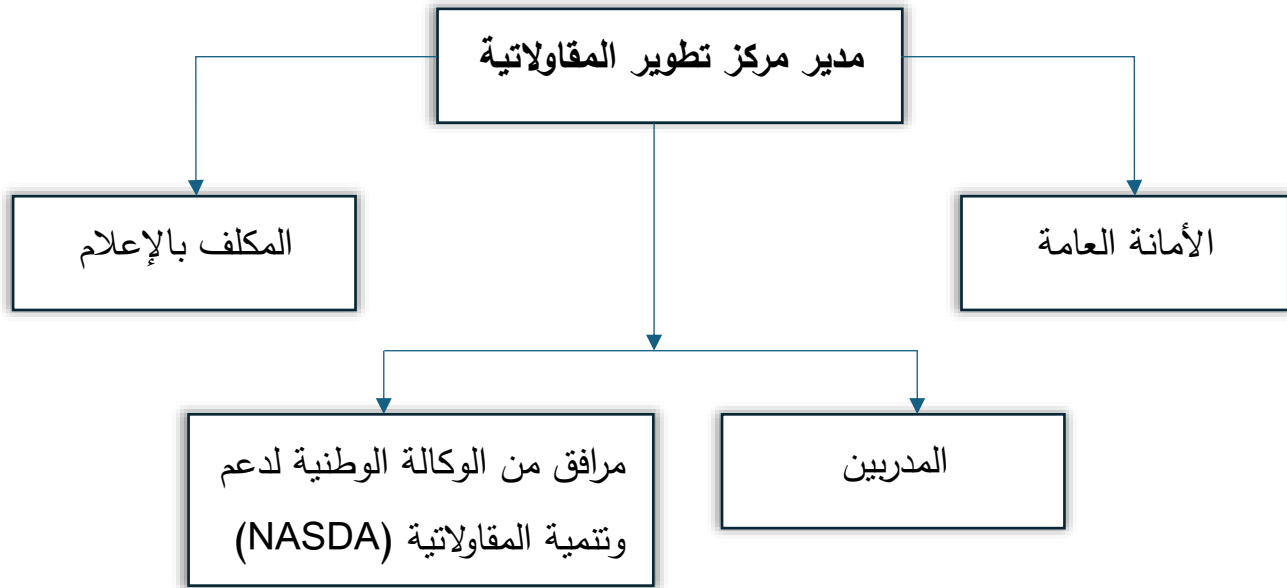 مدير مركز تطوير المقاولاتية
الأمانة العامة
المكلف بالإعلام
المدربين
مرافق من الوكالة الوطنية لدعم
وتنمية المقاولاتية (NASDA)